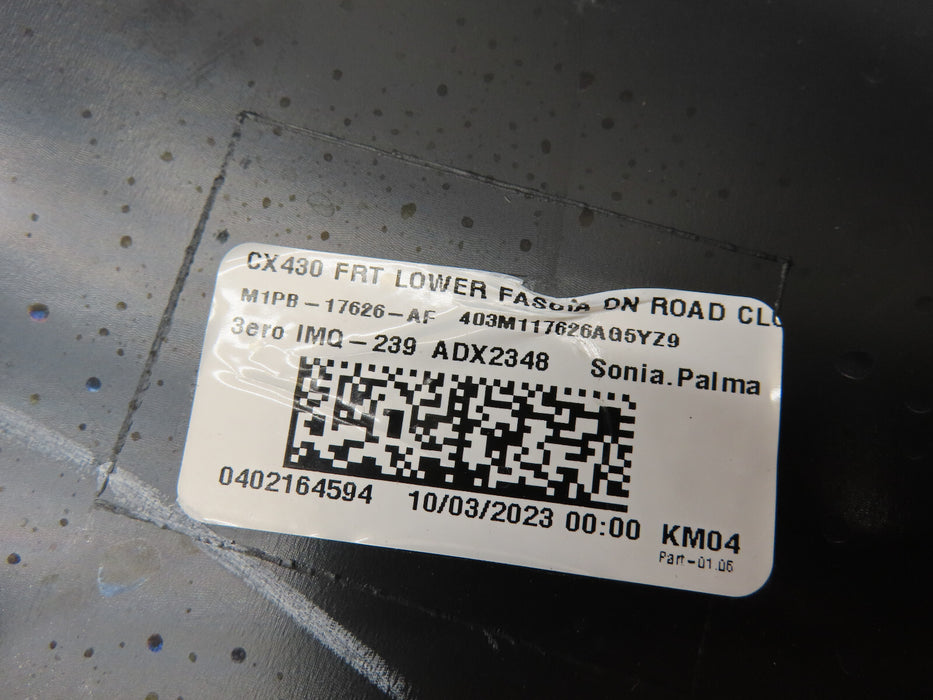 CX430 FRT LOWER FASCIA ON ROAD CLO
M1PB-17626-AF 403M117626AG5YZ9
3ero IMQ-239 ADX2348 Sonia.Palma
0402164594 10/03/2023 00:00 KM04
Part-01.06